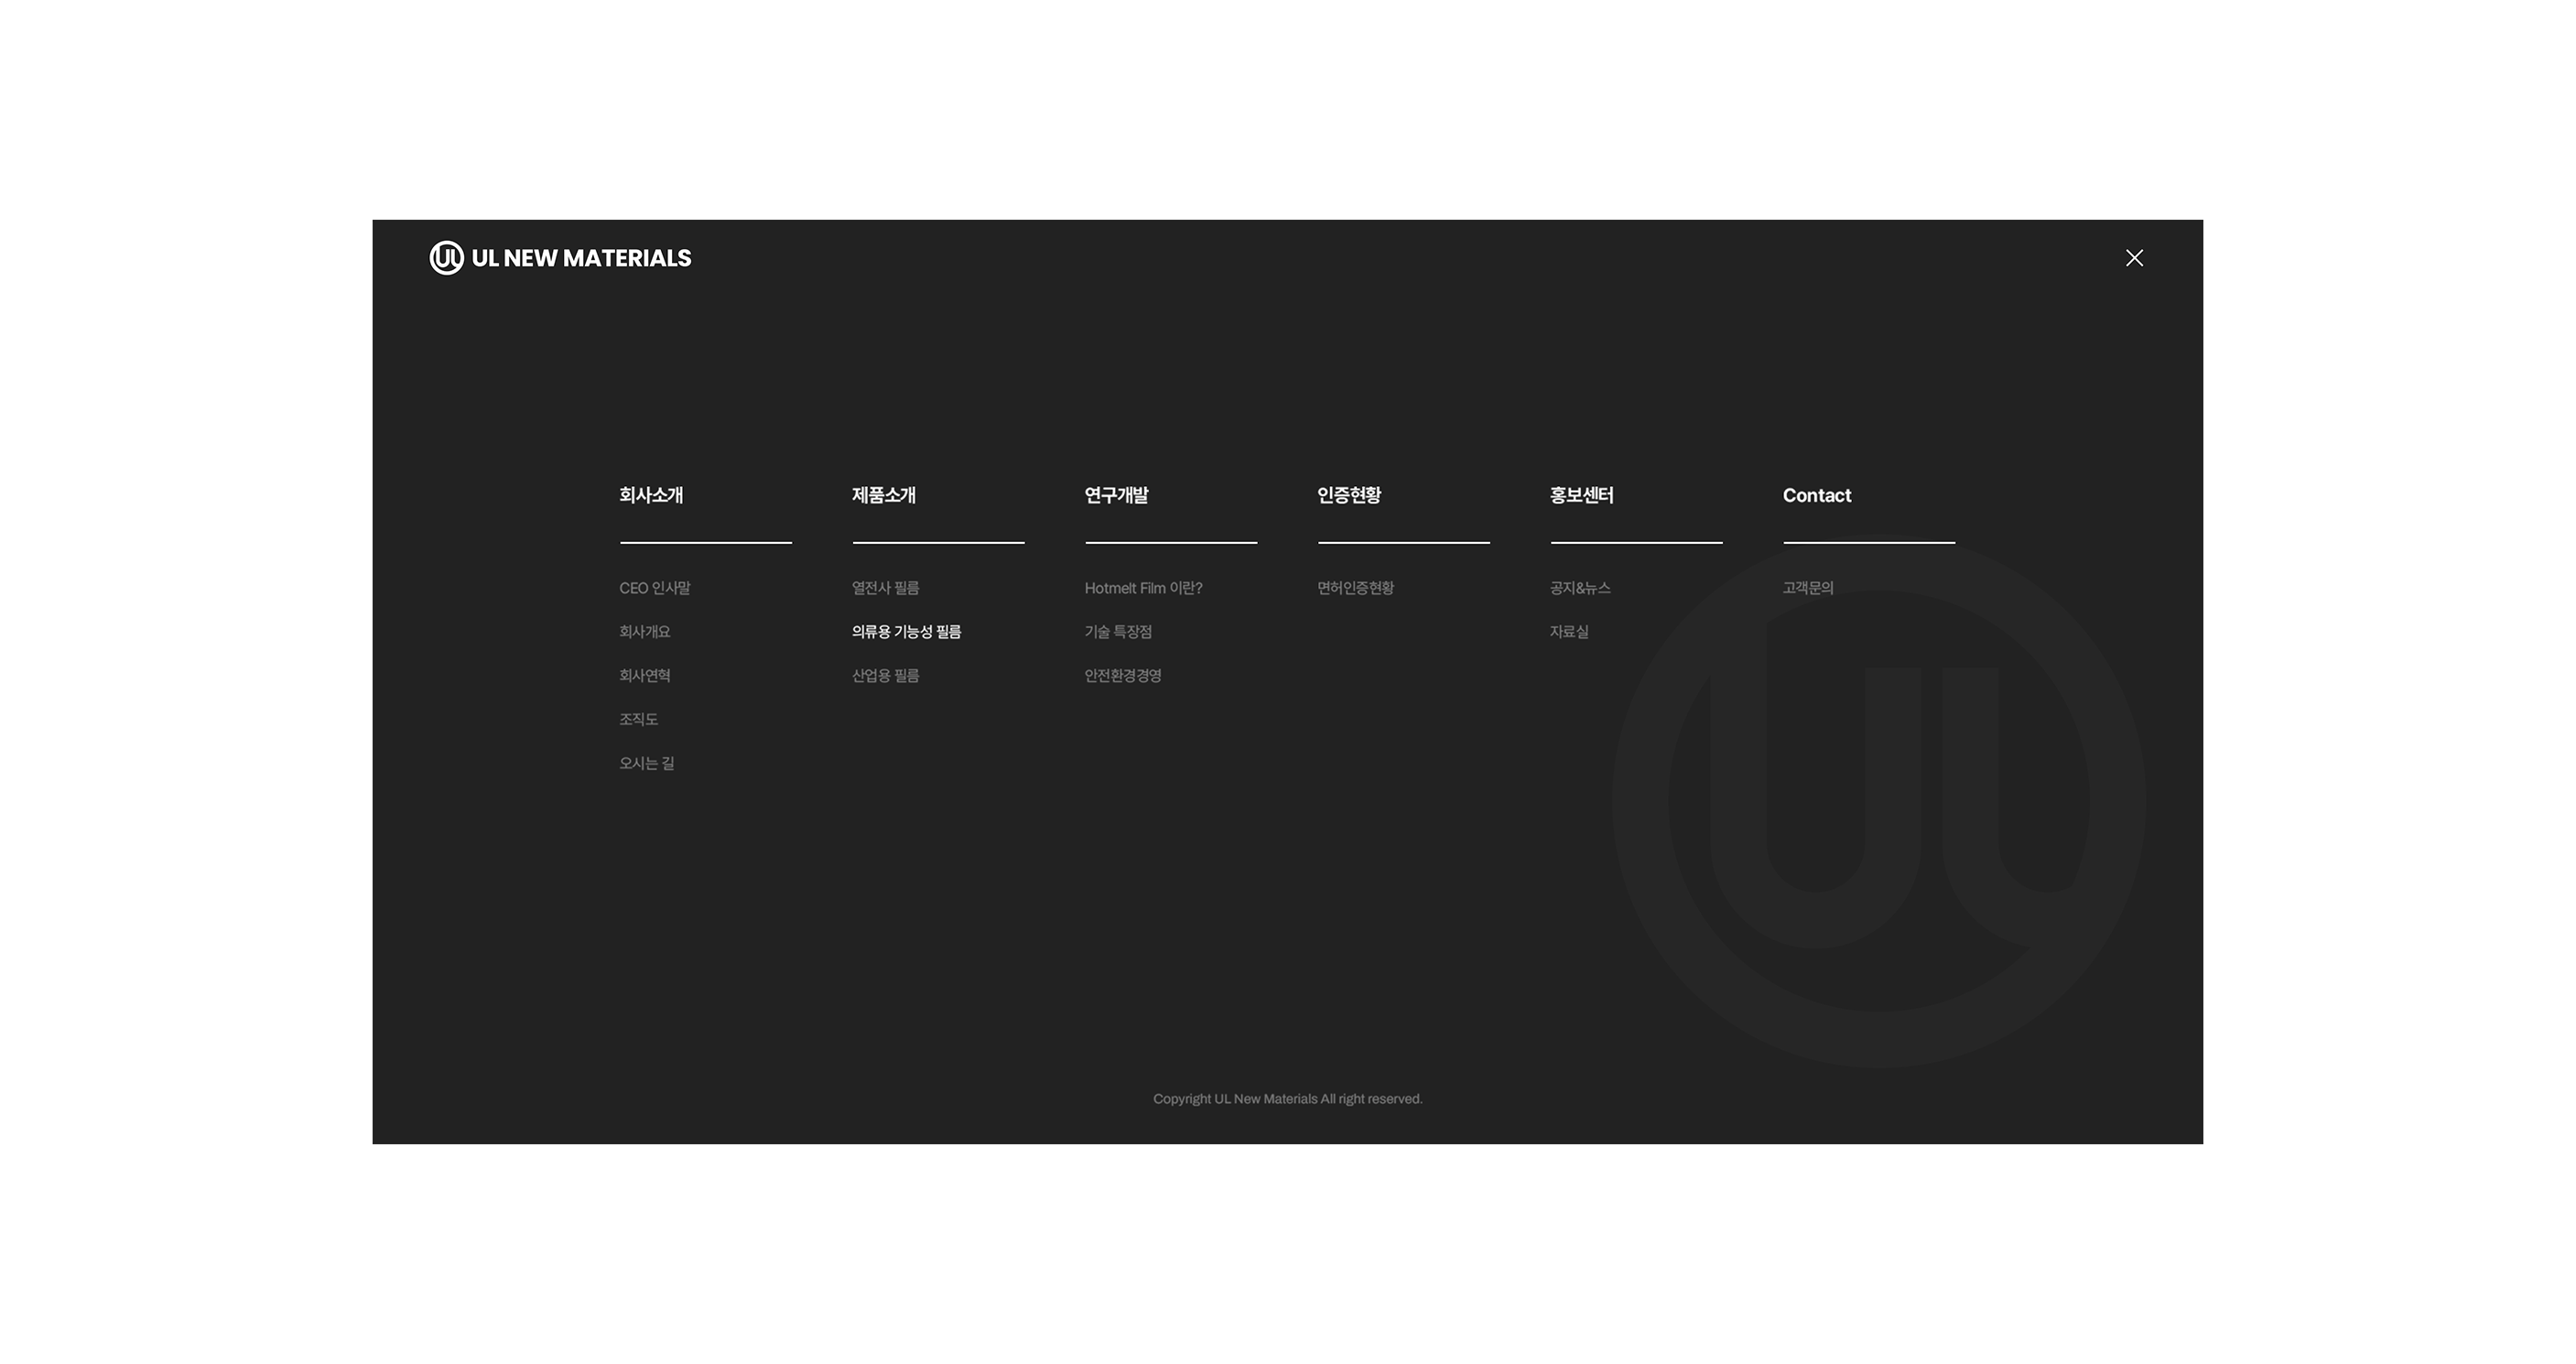 UL UL NEW MATERIALS
회사소개
CEO 인사말
회사개요
회사연혁
조직도
오시는 길
제품소개
열전사 필름
의류용 기능성 필름
산업용 필름
연구개발
Hotmelt Film 이란?
기술 특장점
안전환경경영
인증현황
면허인증현황
홍보센터
공지&뉴스
자료실
Contact
고객문의
UL
Copyright UL New Materials All right reserved.